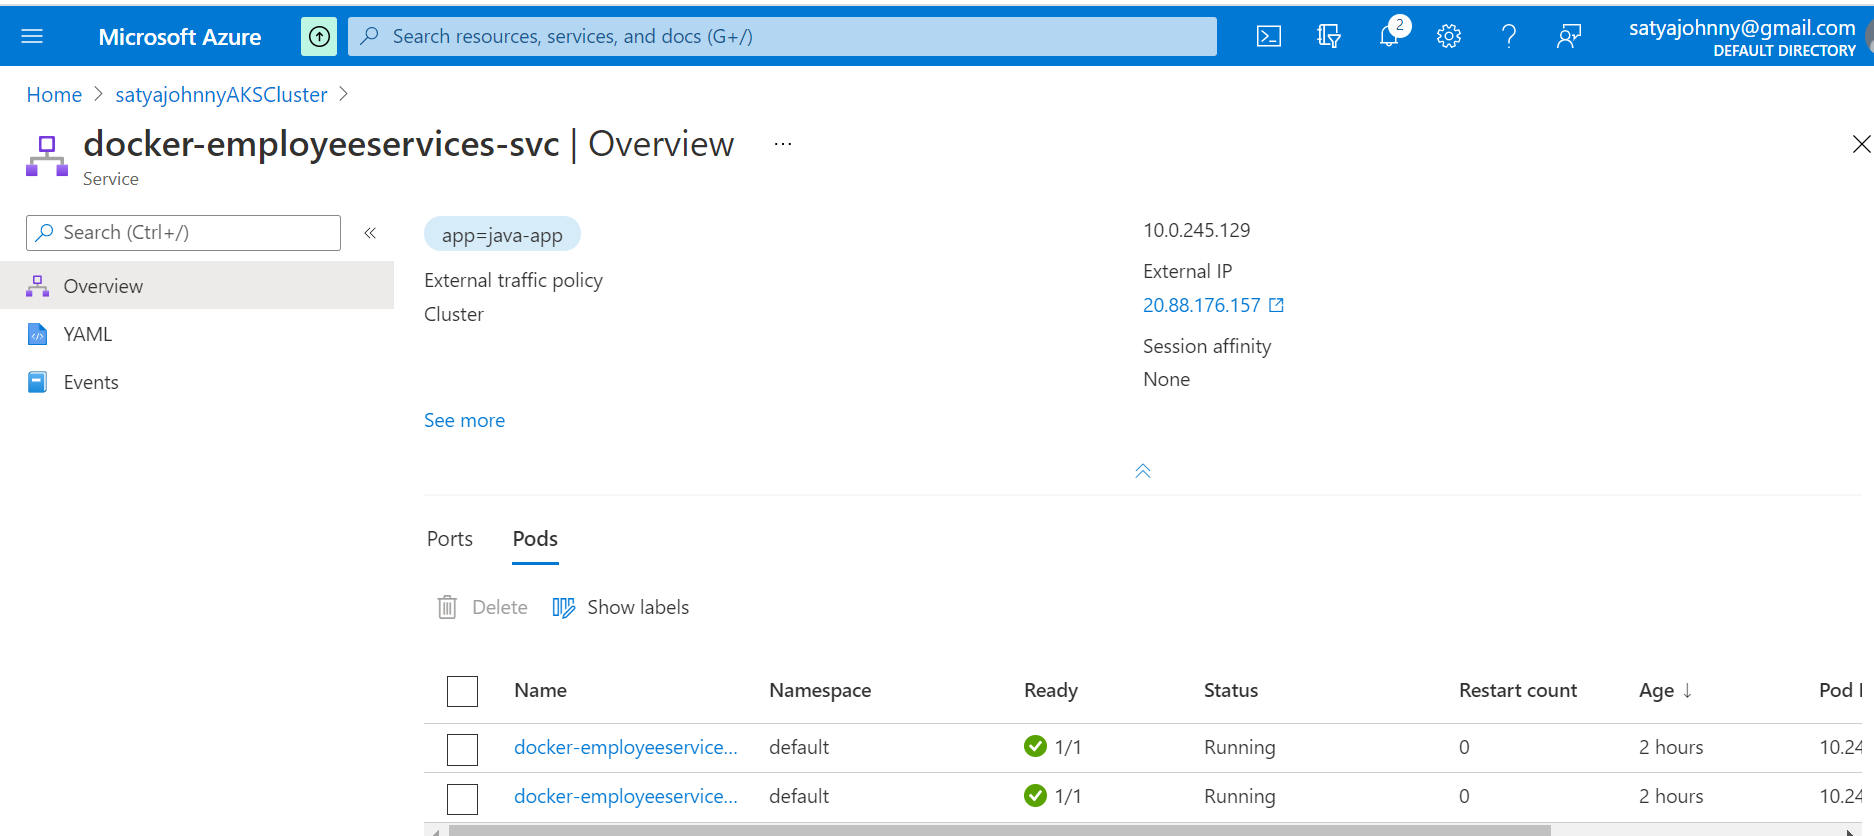 Microsoft Azure
Search resources, services, and docs (G+/)
2
satyajohnny@gmail.com
DEFAULT DIRECTORY
Home > satyajohnnyAKSCluster >
docker-employeeservices-svc | Overview ...
Service
Search (Ctrl+/) «
Overview
YAML
Events
app=java-app
External traffic policy
Cluster
See more
10.0.245.129
External IP
20.88.176.157
Session affinity
None
Ports Pods
Delete Show labels
Name Namespace Ready Status Restart count Age ↓ Pod
docker-employeeservice... default 1/1 Running 0 2 hours 10.24
docker-employeeservice... default 1/1 Running 0 2 hours 10.24